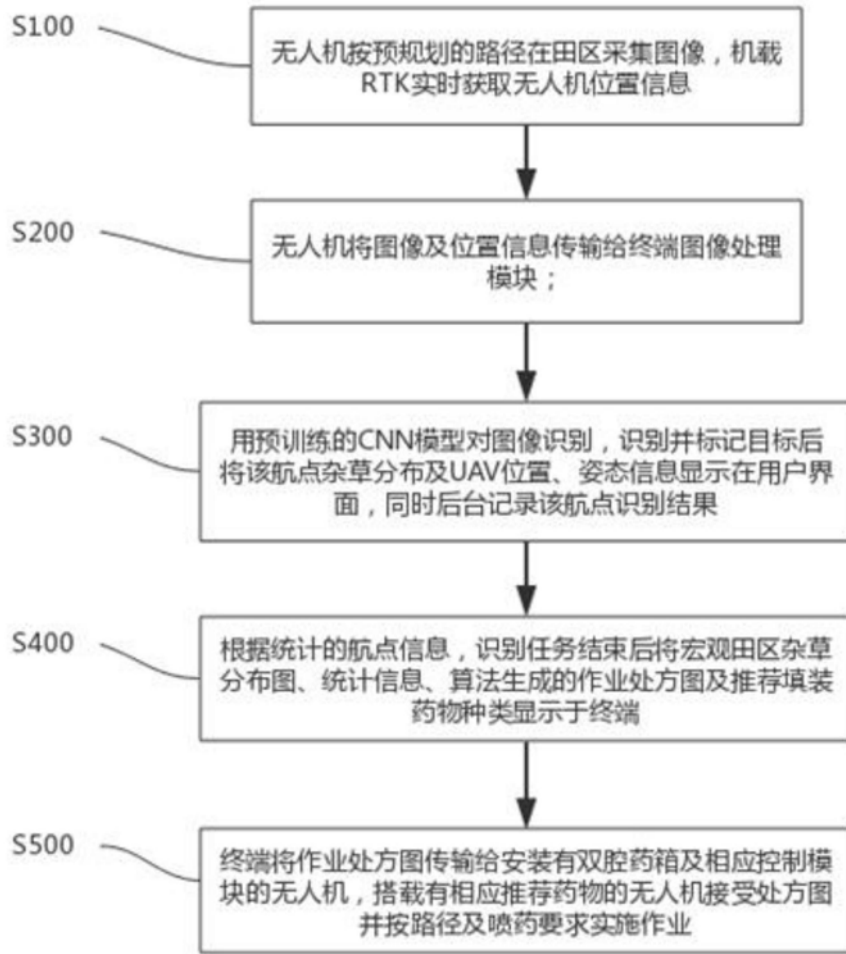 S100
无人机按预规划的路径在田区采集图像，机载
RTK实时获取无人机位置信息
S200
无人机将图像及位置信息传输给终端图像处理
模块；
S300
用预训练的CNN模型对图像识别，识别并标记目标后
将该航点杂草分布及UAV位置、姿态信息显示在用户界
面，同时后台记录该航点识别结果
S400
根据统计的航点信息，识别任务结束后将宏观田区杂草
分布图、统计信息、算法生成的作业处方图及推荐填装
药物种类显示于终端
S500
终端将作业处方图传输给安装有双腔药箱及相应控制模
块的无人机，搭载有相应推荐药物的无人机接受处方图
并按路径及喷药要求实施作业